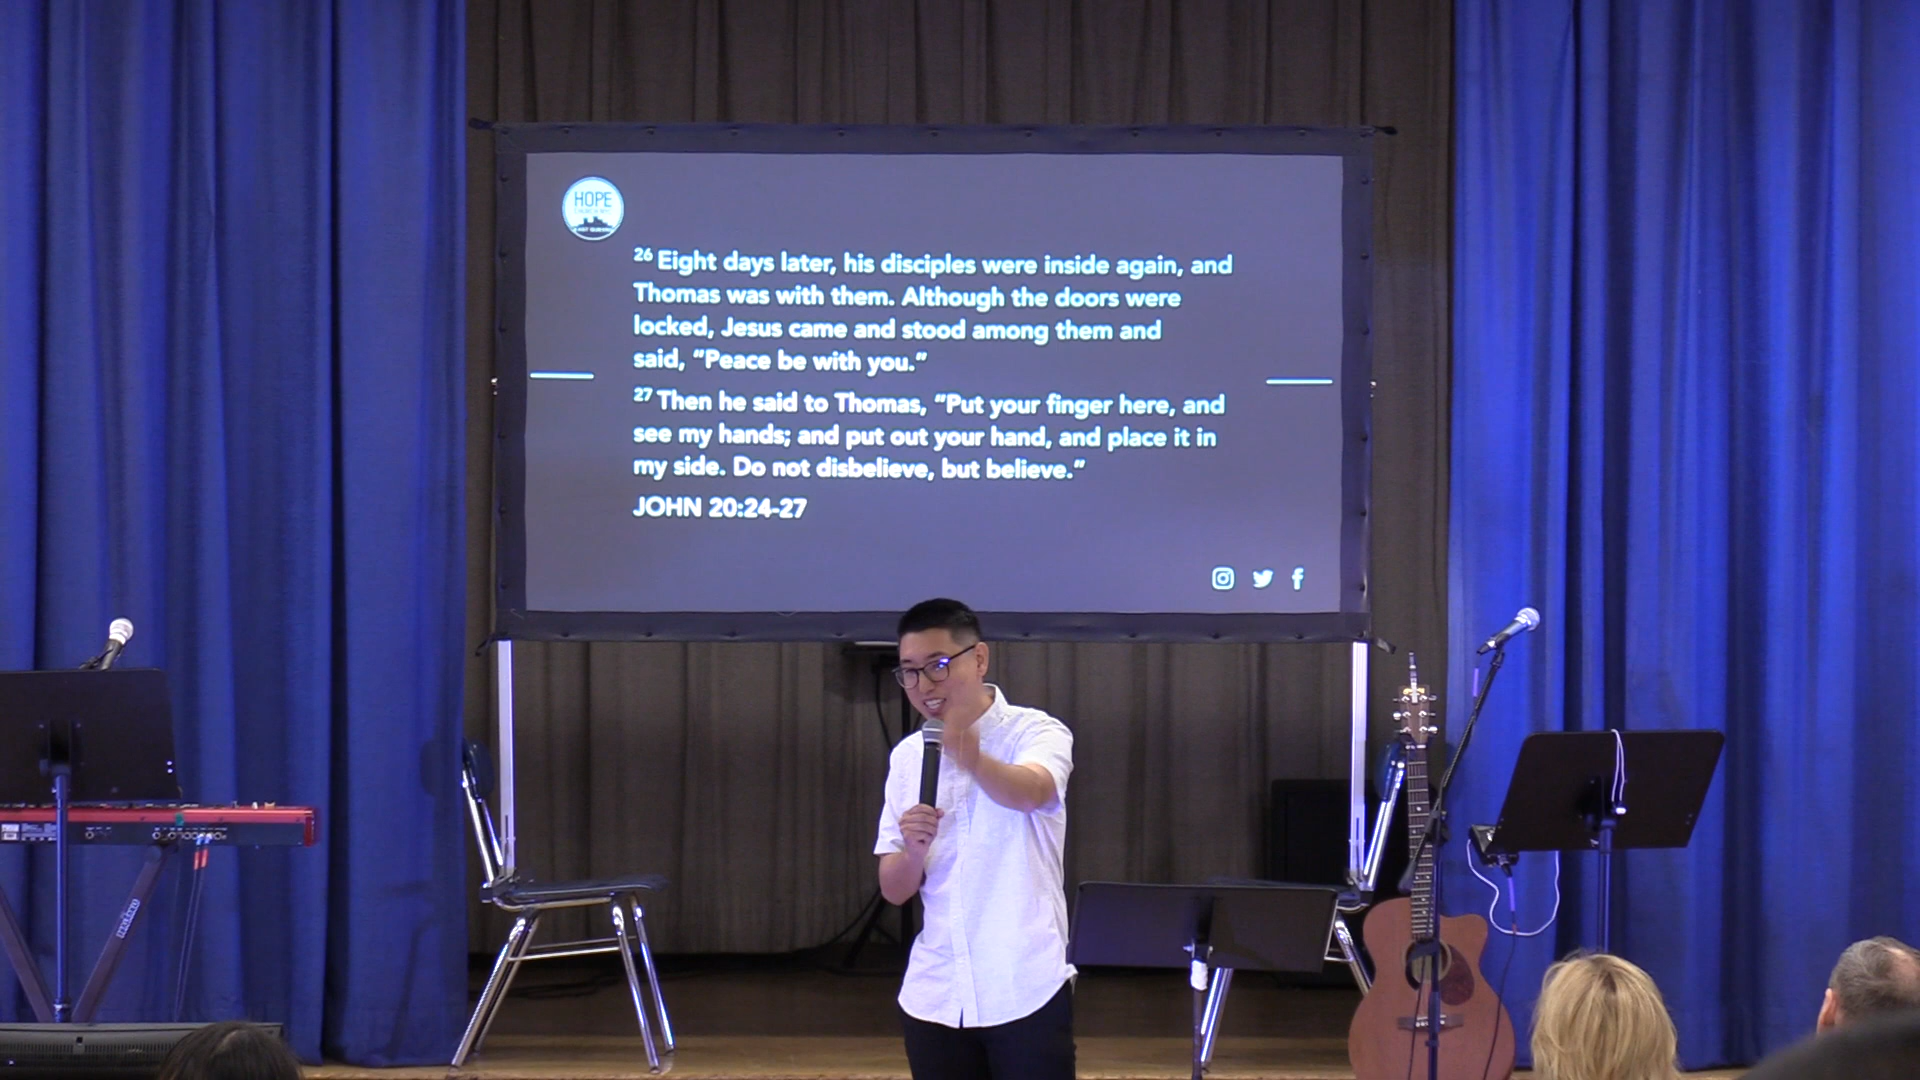 HOPE
26 Eight days later, his disciples were inside again, and
Thomas was with them. Although the doors were
locked, Jesus came and stood among them and
said, “Peace be with you.”
27 Then he said to Thomas, “Put your finger here, and
see my hands; and put out your hand, and place it in
my side. Do not disbelieve, but believe.”
JOHN 20:24-27